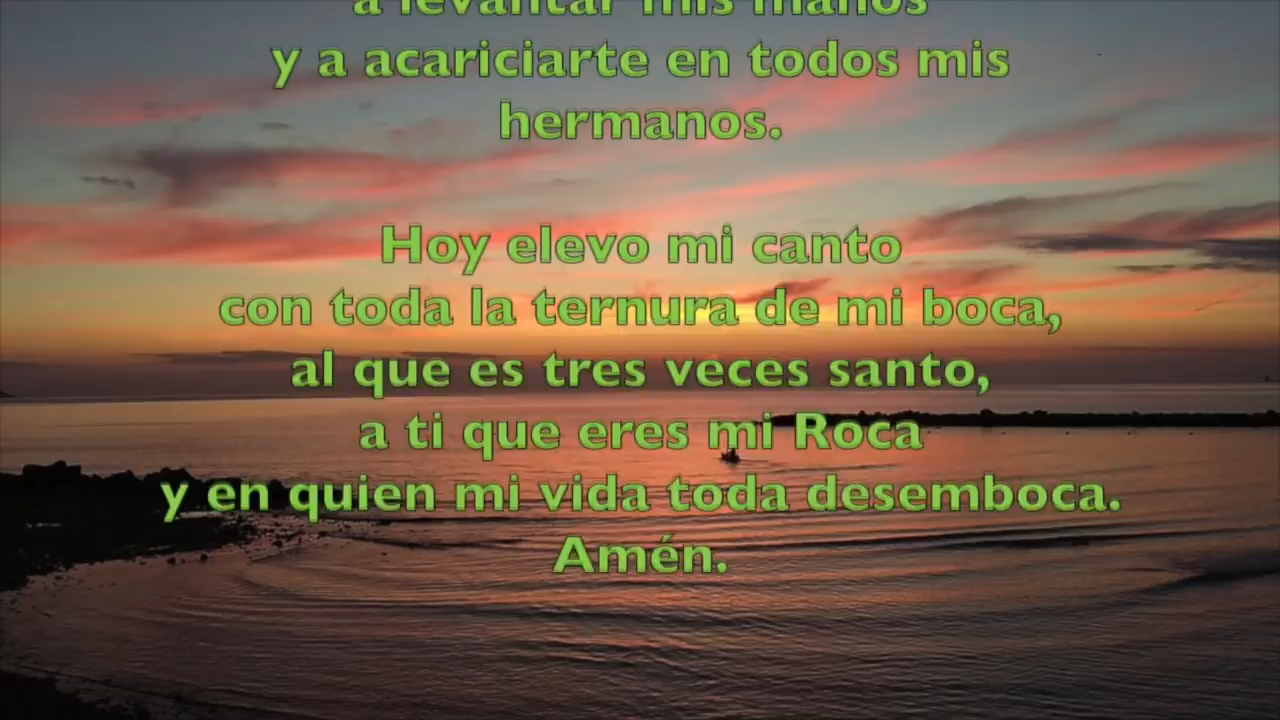 a levantar mis manos
y a acariciarte en todos mis
hermanos.
Hoy elevo mi canto
con toda la ternura de mi boca,
al que es tres veces santo,
a ti que eres mi Roca
y en quien mi vida toda desemboca.
Amén.